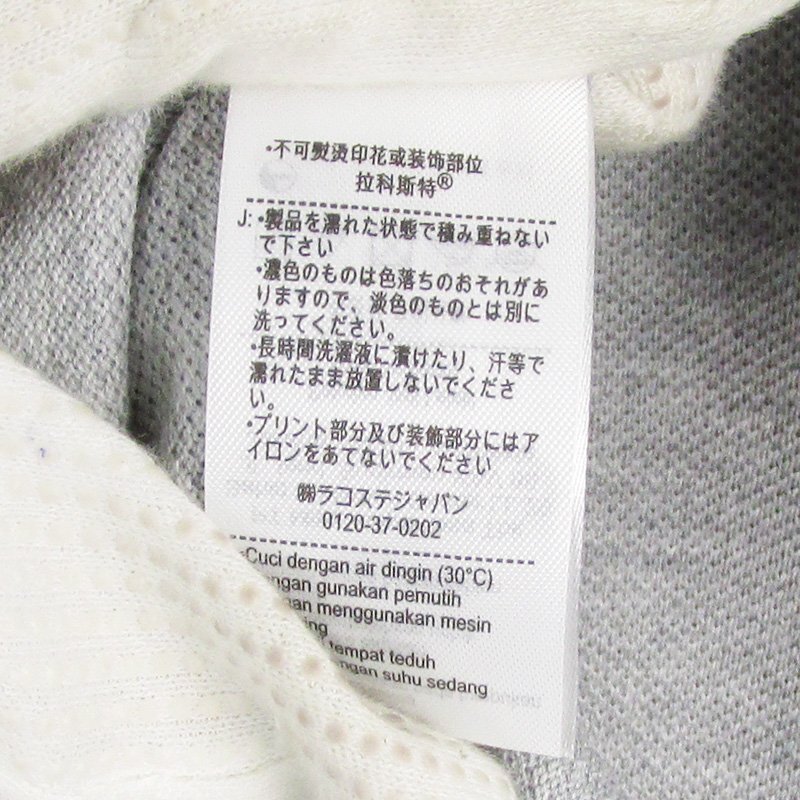 •不可熨烫印花或装饰部位
拉科斯特®
J: •製品を濡れた状態で積み重ねない
で下さい
•濃色のものは色落ちのおそれがあ
りますので、淡色のものとは別に
洗ってください。
•長時間洗濯液に漬けたり、汗等で
濡れたまま放置しないでくださ
い。
•プリント部分及び装飾部分にはア
イロンをあてないでください
㈱ラコステジャパン
0120-37-0202
Cuci dengan air dingin (30°C)
gunakan pemutih
menggunakan mesin
tempat teduh
suhu sedang